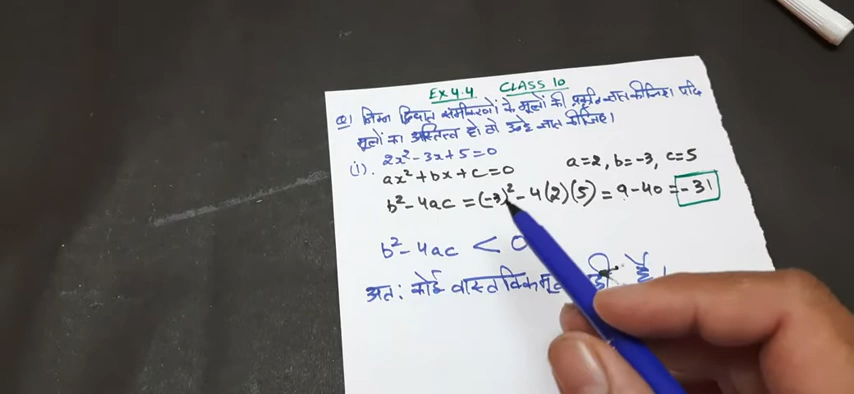 EX 4.4 CLASS 10
Q1 निम्न द्विघात समीकरणों के मूलों की प्रकृति ज्ञात कीजिए। यदि
मूलों का अस्तित्व हो तो उन्हें ज्ञात कीजिए।
(i). 2x²-3x+5=0
ax²+bx+c=0 a=2, b=-3, c=5
b²-4ac = (-3)²-4(2)(5) = 9-40 = -31
b²-4ac < 0
अत: कोई वास्तविक है।